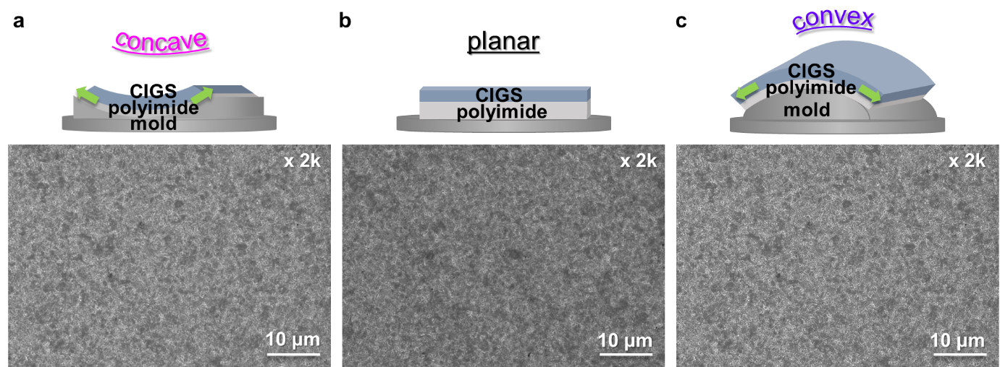 a
concave
CIGS
polyimide
mold
x 2k
10 µm
b
planar
CIGS
polyimide
x 2k
10 µm
c
convex
CIGS
polyimide
mold
x 2k
10 µm